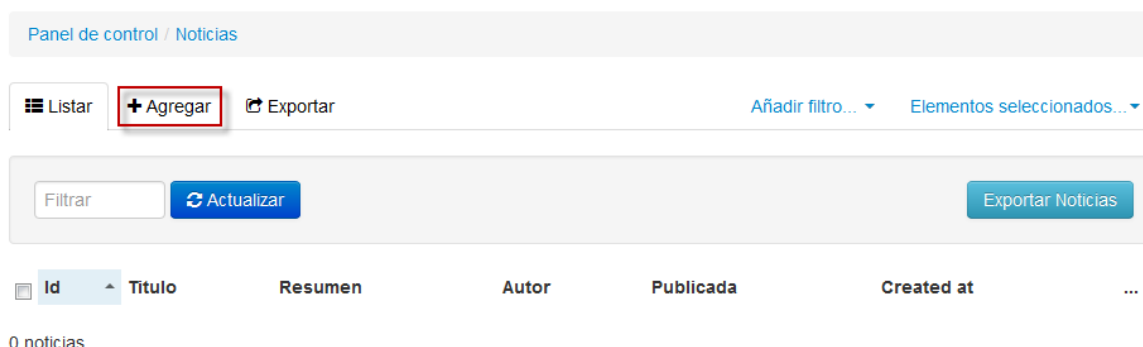 Panel de control / Noticias
Listar + Agregar Exportar Añadir filtro... Elementos seleccionados...
Filtrar Actualizar Exportar Noticias
Id Titulo Resumen Autor Publicada Created at ...
0 noticias